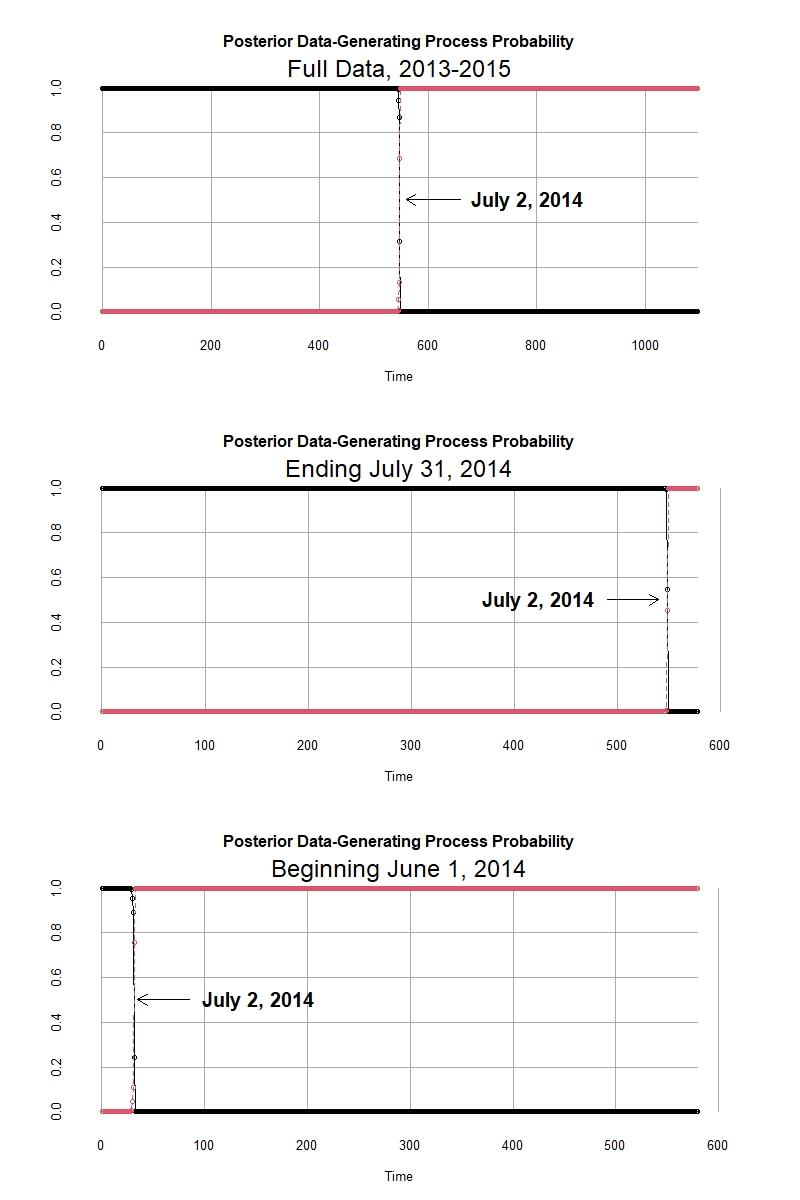 Posterior Data-Generating Process Probability
Full Data, 2013-2015
1.0
0.8
0.6
0.4
0.2
0.0
July 2, 2014
0 200 400 600 800 1000
Time
Posterior Data-Generating Process Probability
Ending July 31, 2014
1.0
0.8
0.6
0.4
0.2
0.0
July 2, 2014
0 100 200 300 400 500 600
Time
Posterior Data-Generating Process Probability
Beginning June 1, 2014
1.0
0.8
0.6
0.4
0.2
0.0
July 2, 2014
0 100 200 300 400 500 600
Time